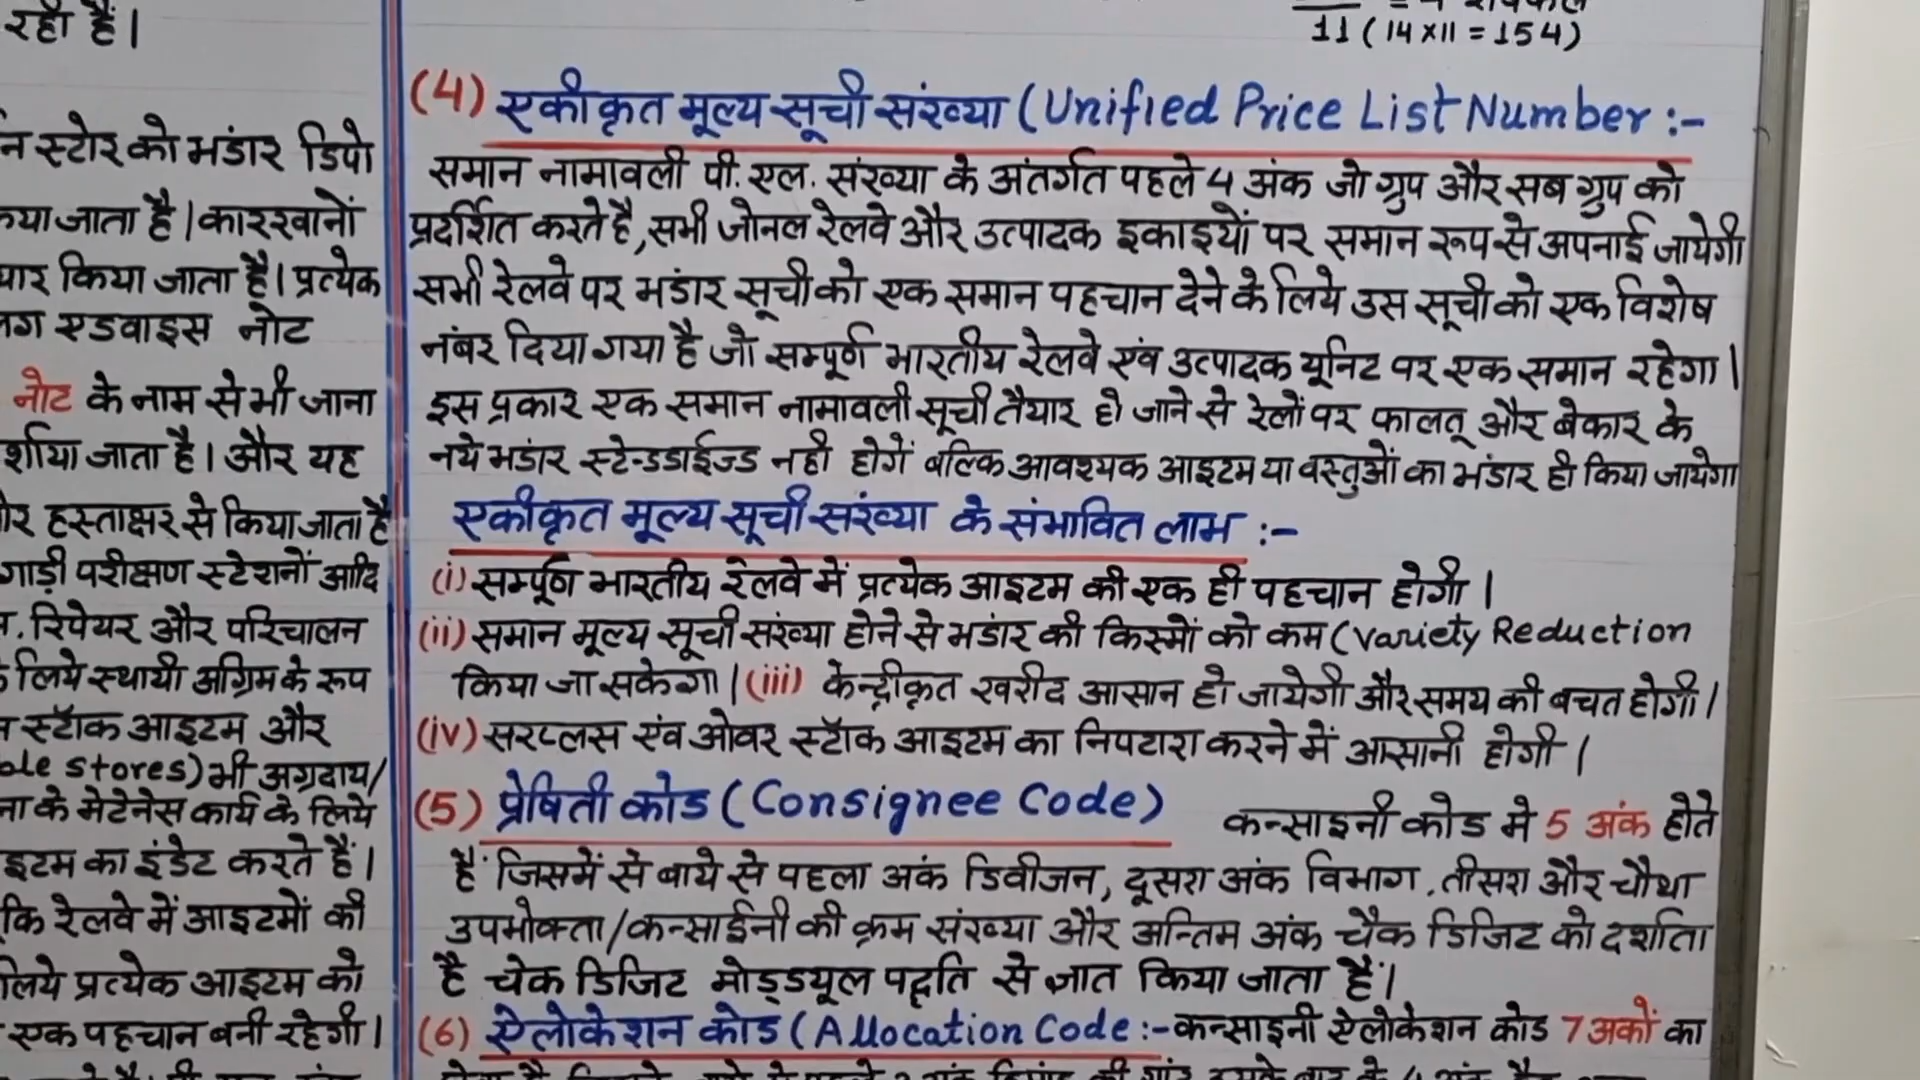 रही हैं।
न स्टोर को भंडार डिपो
कया जाता है। कारखानों
यार किया जाता है। प्रत्येक
लग एडवाइस नोट
नोट के नाम से भी जाना
र्शाया जाता है। और यह
और हस्ताक्षर से किया जाता है
गाड़ी परीक्षण स्टेशनों आदि
न. रिपेयर और परिचालन
के लिये स्थायी अग्रिम के रूप
न स्टॉक आइटम और
ble stores) भी अग्रदाय/
ना के मेटेनेस कार्य के लिये
इटम का इंडेट करते हैं।
कि रेलवे में आइटमों की
लिये प्रत्येक आइटम को
एक पहचान बनी रहेगी।
11 ( 14 × 11 = 154)
(4) एकीकृत मूल्य सूची संख्या (Unified Price List Number :-
समान नामावली पी. एल. संख्या के अंतर्गत पहले 4 अंक जो ग्रुप और सब ग्रुप को
प्रदर्शित करते है, सभी जोनल रेलवे और उत्पादक इकाइयों पर समान रूप से अपनाई जायेगी
सभी रेलवे पर भंडार सूची को एक समान पहचान देने के लिये उस सूची को एक विशेष
नंबर दिया गया है जो सम्पूर्ण भारतीय रेलवे एंव उत्पादक यूनिट पर एक समान रहेगा।
इस प्रकार एक समान नामावली सूची तैयार हो जाने से रेलों पर फालतू और बेकार के
नये भंडार स्टेन्डडाईज्ड नही होगें बल्कि आवश्यक आइटम या वस्तुओं का भंडार ही किया जायेगा
एकीकृत मूल्य सूची संख्या के संभावित लाभ :-
(i) सम्पूर्ण भारतीय रेलवे में प्रत्येक आइटम की एक ही पहचान होगी।
(ii) समान मूल्य सूची संख्या होने से भडांर की किस्मों को कम (Variety Reduction
किया जा सकेगा। (iii) केन्द्रीकृत खरीद आसान हो जायेगी और समय की बचत होगी।
(iv) सरप्लस एंव ओवर स्टॉक आइटम का निपटारा करने में आसानी होगी।
(5) प्रेषिती कोड (Consignee Code) कन्साइनी कोड मे 5 अंक होते
हैं जिसमें से बाये से पहला अकं डिवीजन, दूसरा अंक विभाग, तीसरा और चौथा
उपभोक्ता/कन्साईनी की क्रम संख्या और अन्तिम अंक चैक डिजिट को दर्शाता
है चेक डिजिट मोड्ड्यूल पद्दति से ज्ञात किया जाता हैं।
(6) ऐलोकेशन कोड (Allocation Code :- कन्साइनी ऐलोकेशन कोड 7 अकों का